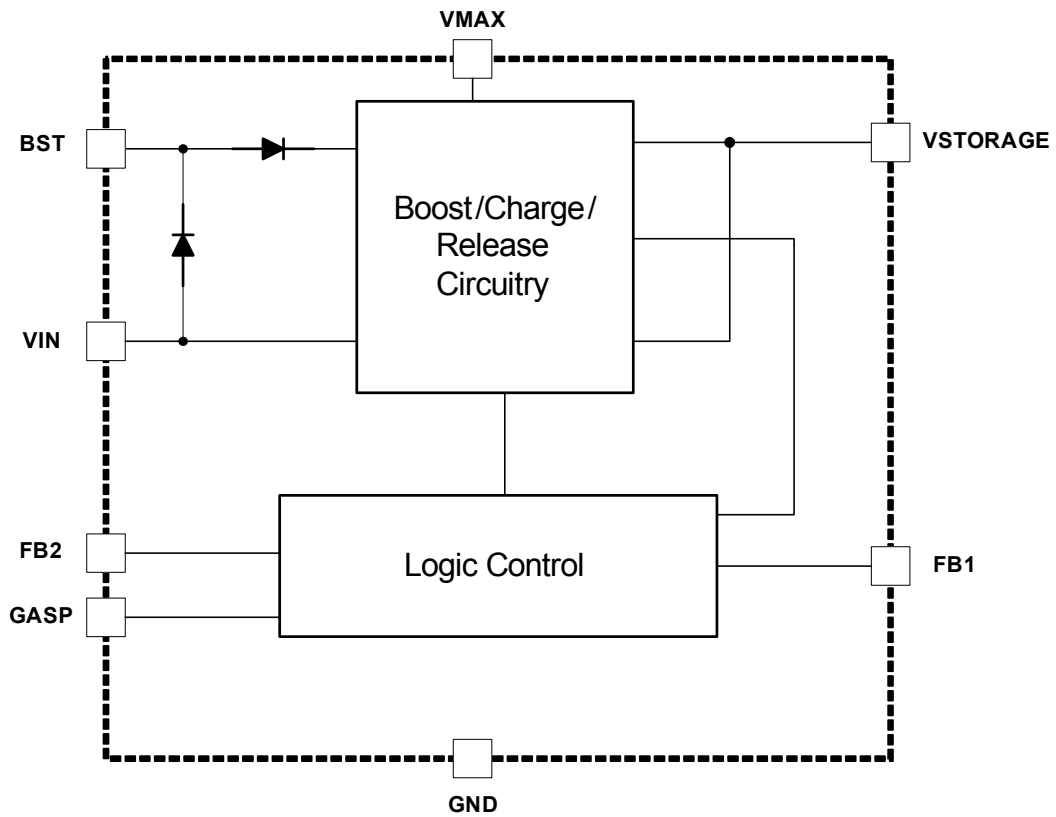 VMAX
BST
VSTORAGE
Boost/Charge/
Release
Circuitry
VIN
FB2
Logic Control
FB1
GASP
GND